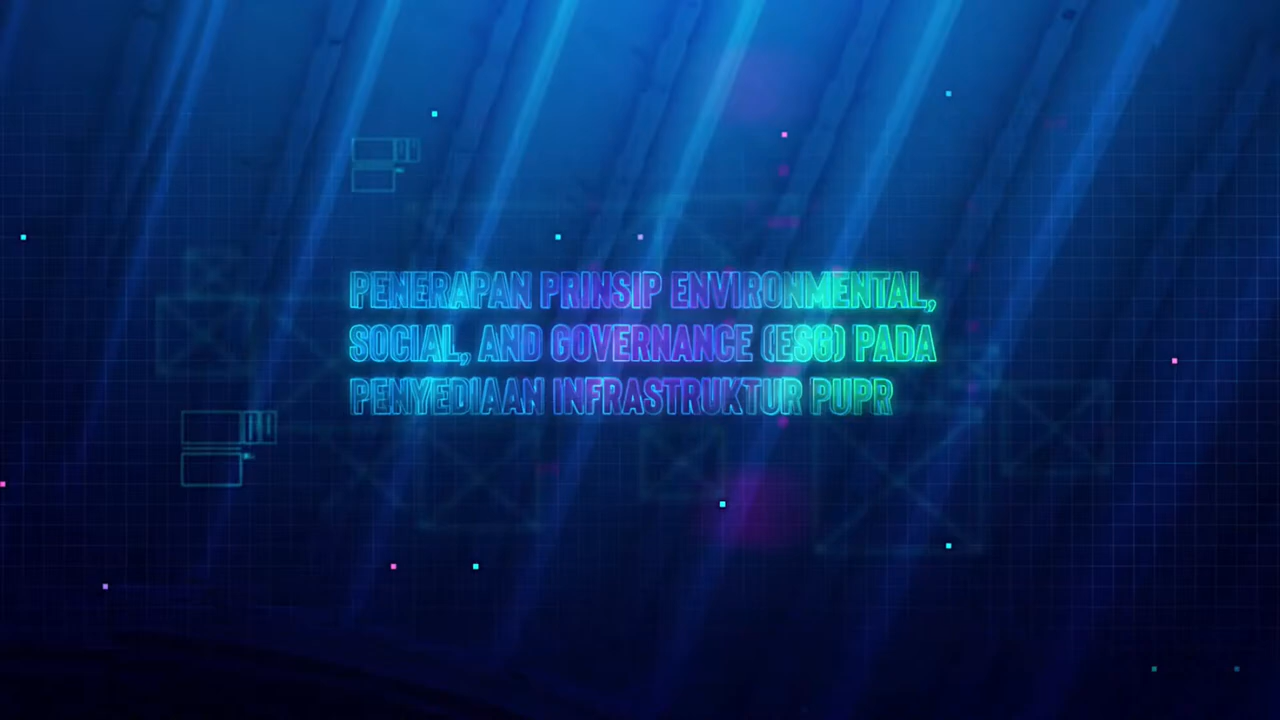 PENERAPAN PRINSIP ENVIRONMENTAL,
SOCIAL, AND GOVERNANCE (ESG) PADA
PENYEDIAAN INFRASTRUKTUR PUPR